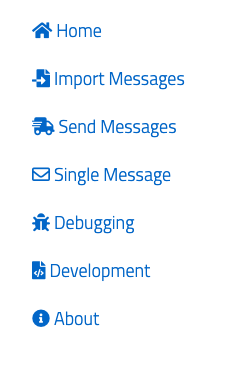 Home
Import Messages
Send Messages
Single Message
Debugging
Development
About